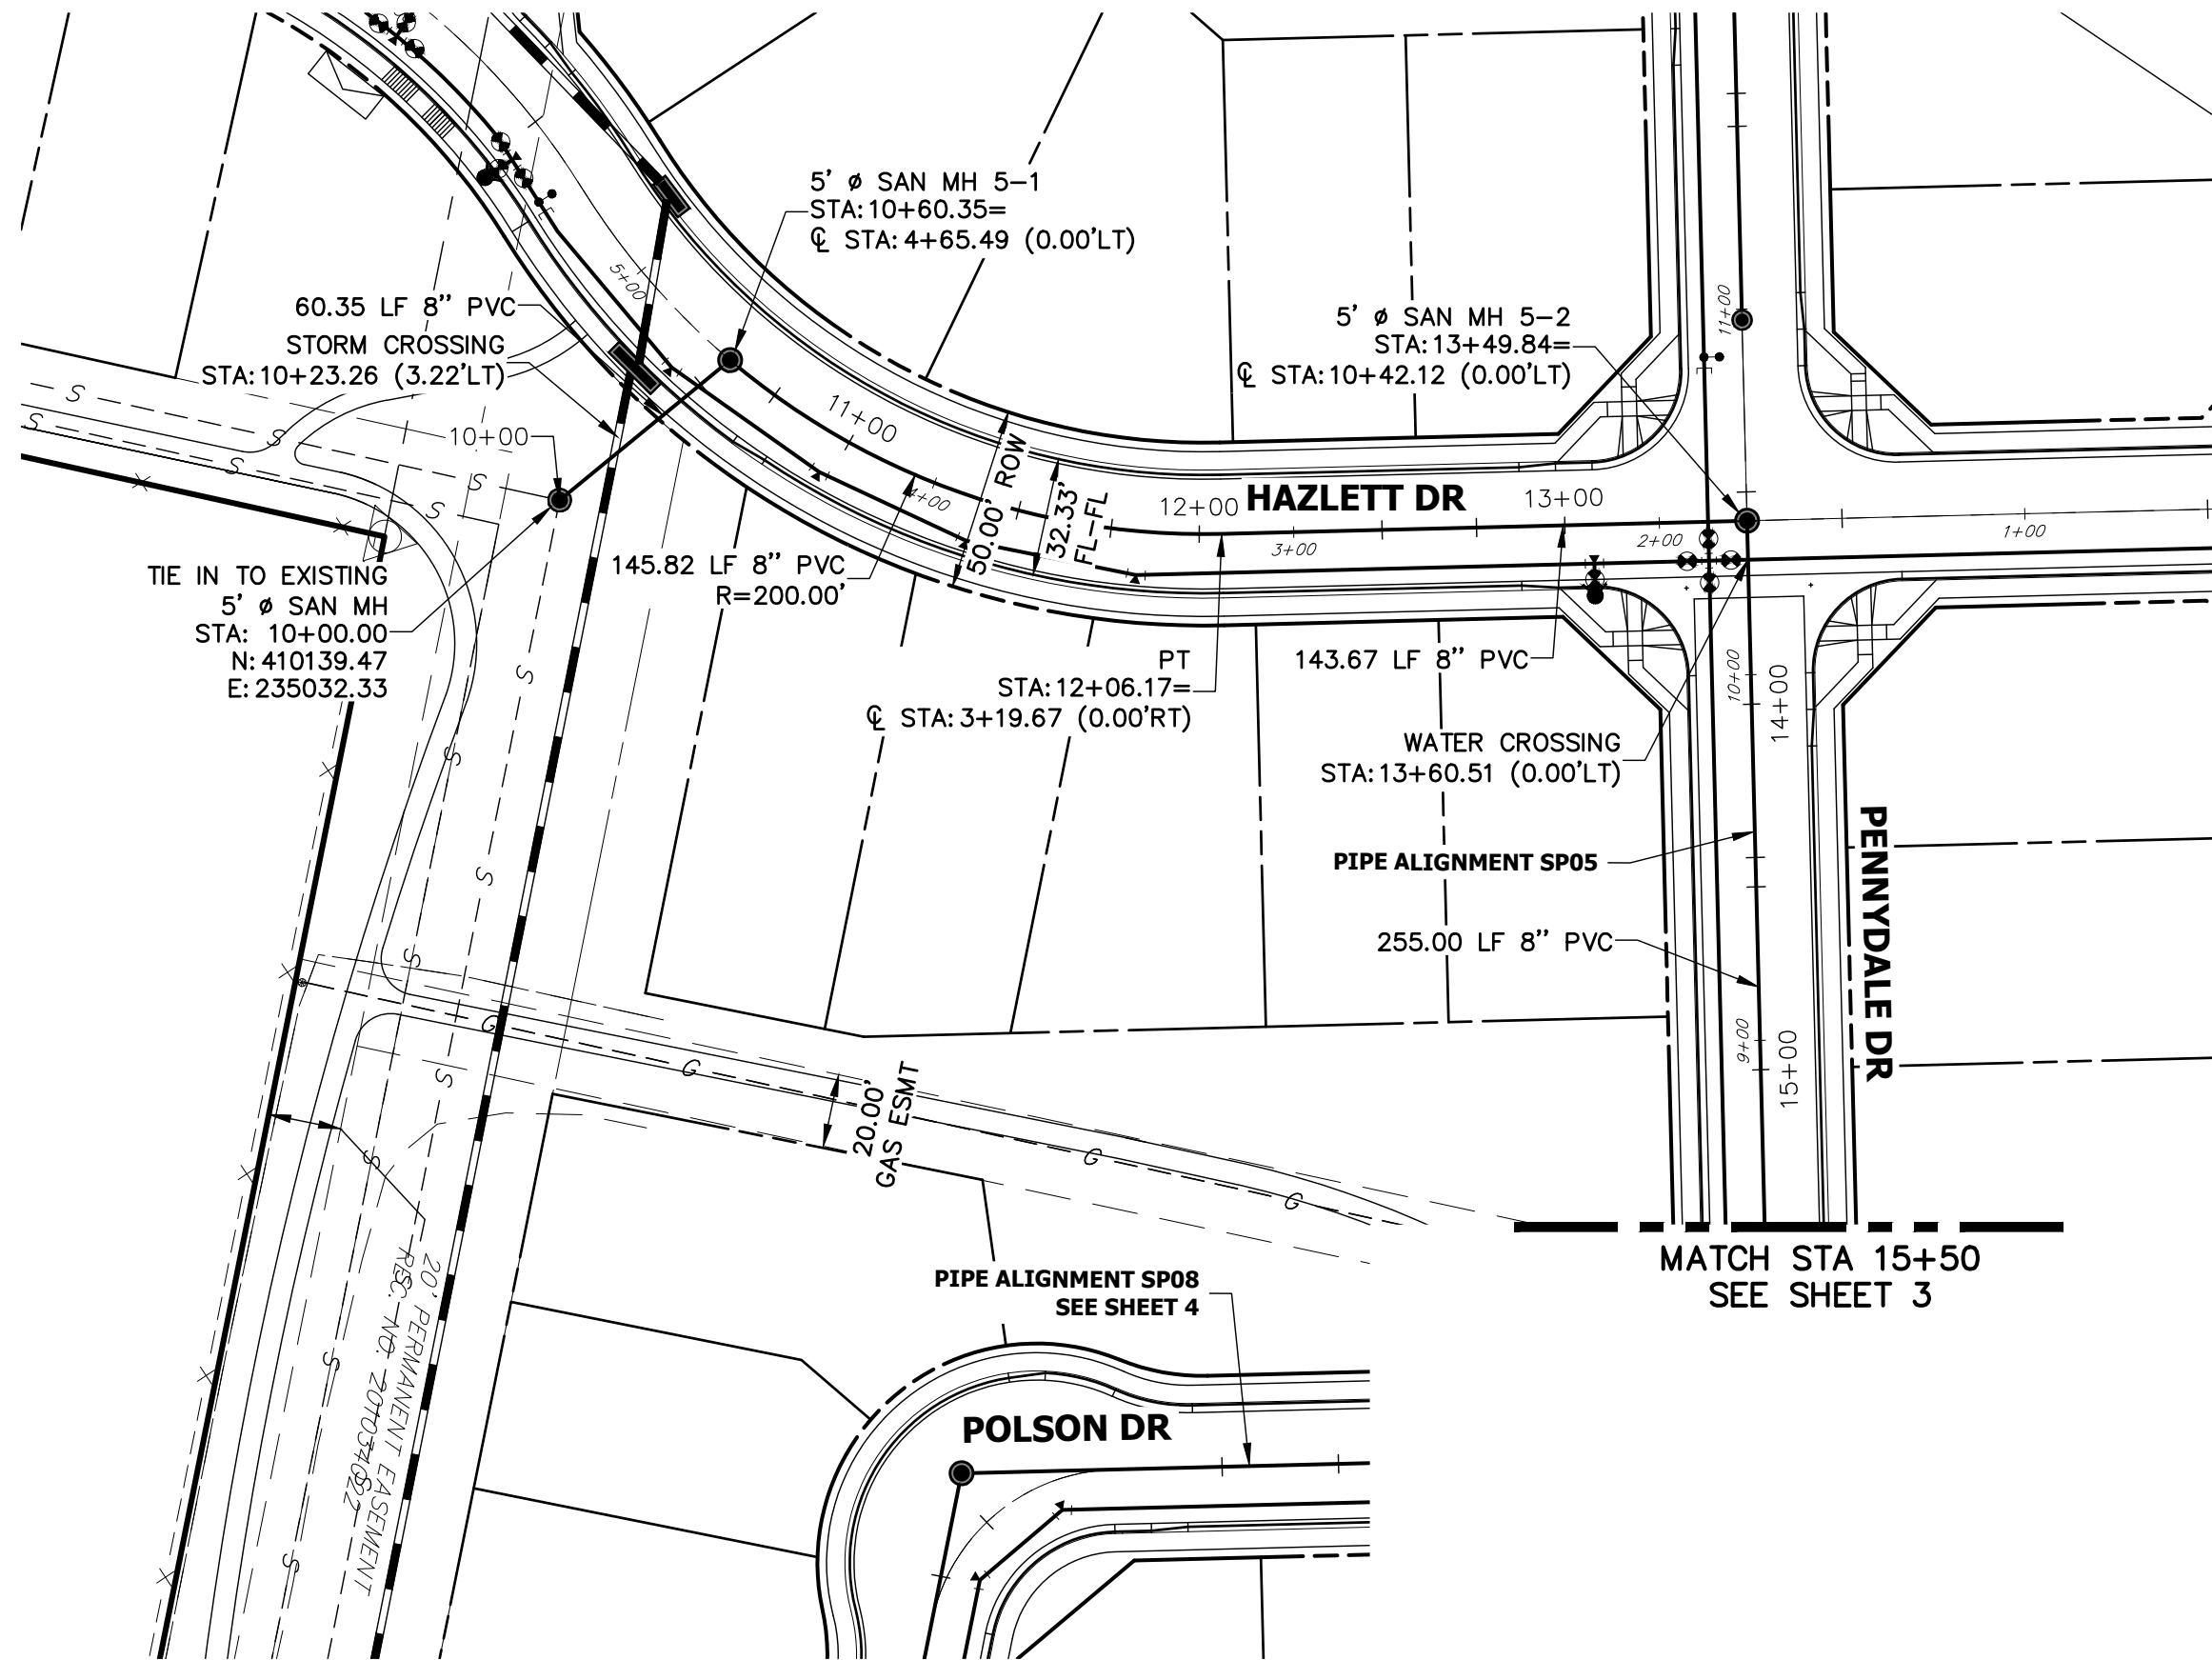 5' ø SAN MH 5-1
STA:10+60.35=
℄ STA:4+65.49 (0.00'LT)
5+00
60.35 LF 8" PVC
STORM CROSSING
STA:10+23.26 (3.22'LT)
10+00
11+00
5' ø SAN MH 5-2
STA:13+49.84=
℄ STA:10+42.12 (0.00'LT)
11+00
50.00' ROW
32.33'
FL-FL
4+00
12+00
HAZLETT DR
13+00
3+00
2+00
1+00
145.82 LF 8" PVC
R=200.00'
TIE IN TO EXISTING
5' ø SAN MH
STA: 10+00.00
N:410139.47
E:235032.33
PT
STA:12+06.17=
℄ STA:3+19.67 (0.00'RT)
143.67 LF 8" PVC
10+00
14+00
WATER CROSSING
STA:13+60.51 (0.00'LT)
PIPE ALIGNMENT SP05
PENNYDALE DR
255.00 LF 8" PVC
9+00
15+00
S
S
S
S
S
S
S
S
S
S
S
S
S
S
G
G
G
G
20.00'
GAS ESMT
MATCH STA 15+50
SEE SHEET 3
20' PERMANENT EASEMENT
REC. NO.
PIPE ALIGNMENT SP08
SEE SHEET 4
POLSON DR